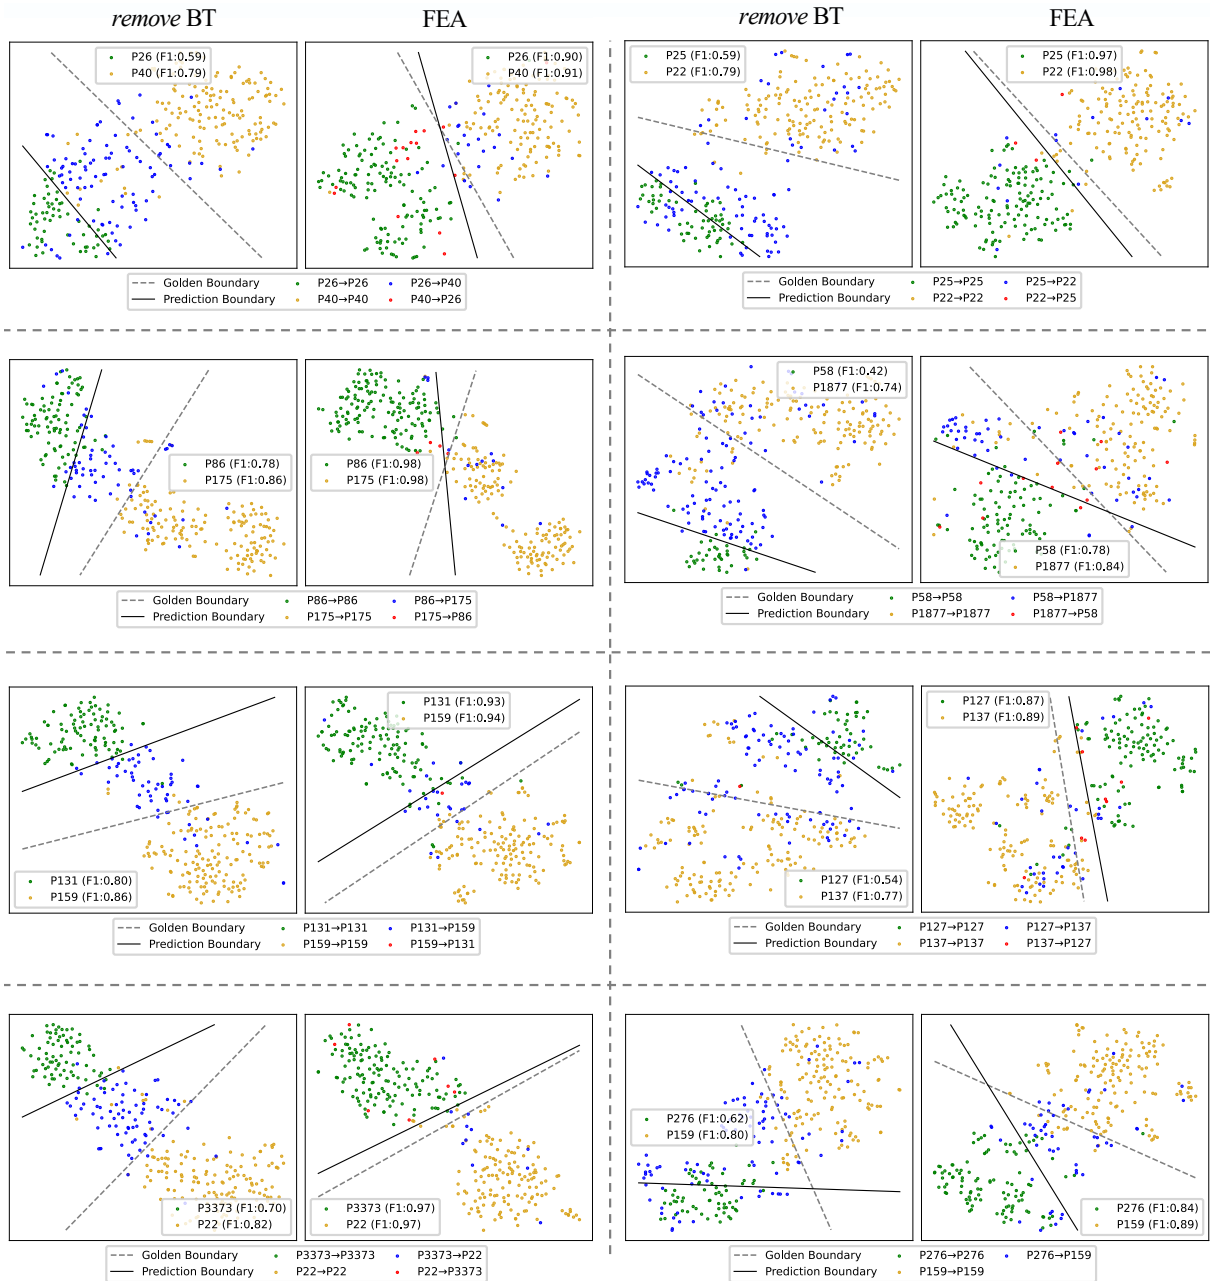 remove BT
FEA
remove BT
FEA
P26 (F1:0.59)
P40 (F1:0.79)
P26 (F1:0.90)
P40 (F1:0.91)
Golden Boundary
P26→P26
P26→P40
Prediction Boundary
P40→P40
P40→P26
P25 (F1:0.59)
P22 (F1:0.79)
P25 (F1:0.97)
P22 (F1:0.98)
Golden Boundary
P25→P25
P25→P22
Prediction Boundary
P22→P22
P22→P25
P86 (F1:0.78)
P175 (F1:0.86)
P86 (F1:0.98)
P175 (F1:0.98)
Golden Boundary
P86→P86
P86→P175
Prediction Boundary
P175→P175
P175→P86
P58 (F1:0.42)
P1877 (F1:0.74)
P58 (F1:0.78)
P1877 (F1:0.84)
Golden Boundary
P58→P58
P58→P1877
Prediction Boundary
P1877→P1877
P1877→P58
P131 (F1:0.80)
P159 (F1:0.86)
P131 (F1:0.93)
P159 (F1:0.94)
Golden Boundary
P131→P131
P131→P159
Prediction Boundary
P159→P159
P159→P131
P127 (F1:0.54)
P137 (F1:0.77)
P127 (F1:0.87)
P137 (F1:0.89)
Golden Boundary
P127→P127
P127→P137
Prediction Boundary
P137→P137
P137→P127
P3373 (F1:0.70)
P22 (F1:0.82)
P3373 (F1:0.97)
P22 (F1:0.97)
Golden Boundary
P3373→P3373
P3373→P22
Prediction Boundary
P22→P22
P22→P3373
P276 (F1:0.62)
P159 (F1:0.80)
P276 (F1:0.84)
P159 (F1:0.89)
Golden Boundary
P276→P276
P276→P159
Prediction Boundary
P159→P159